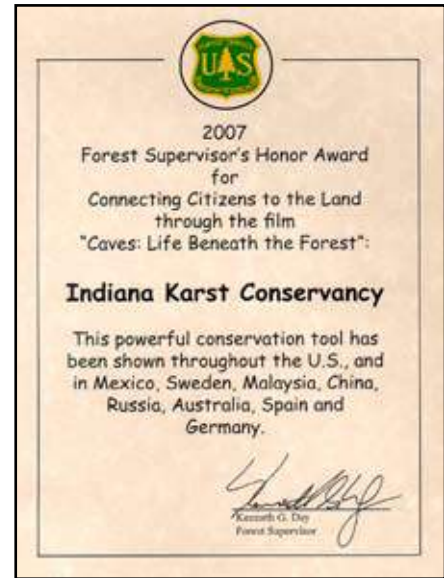 U S
2007
Forest Supervisor's Honor Award
for
Connecting Citizens to the Land
through the film
"Caves: Life Beneath the Forest":
Indiana Karst Conservancy
This powerful conservation tool has
been shown throughout the U.S., and
in Mexico, Sweden, Malaysia, China,
Russia, Australia, Spain and
Germany.
Kenneth G. Day
Forest Supervisor